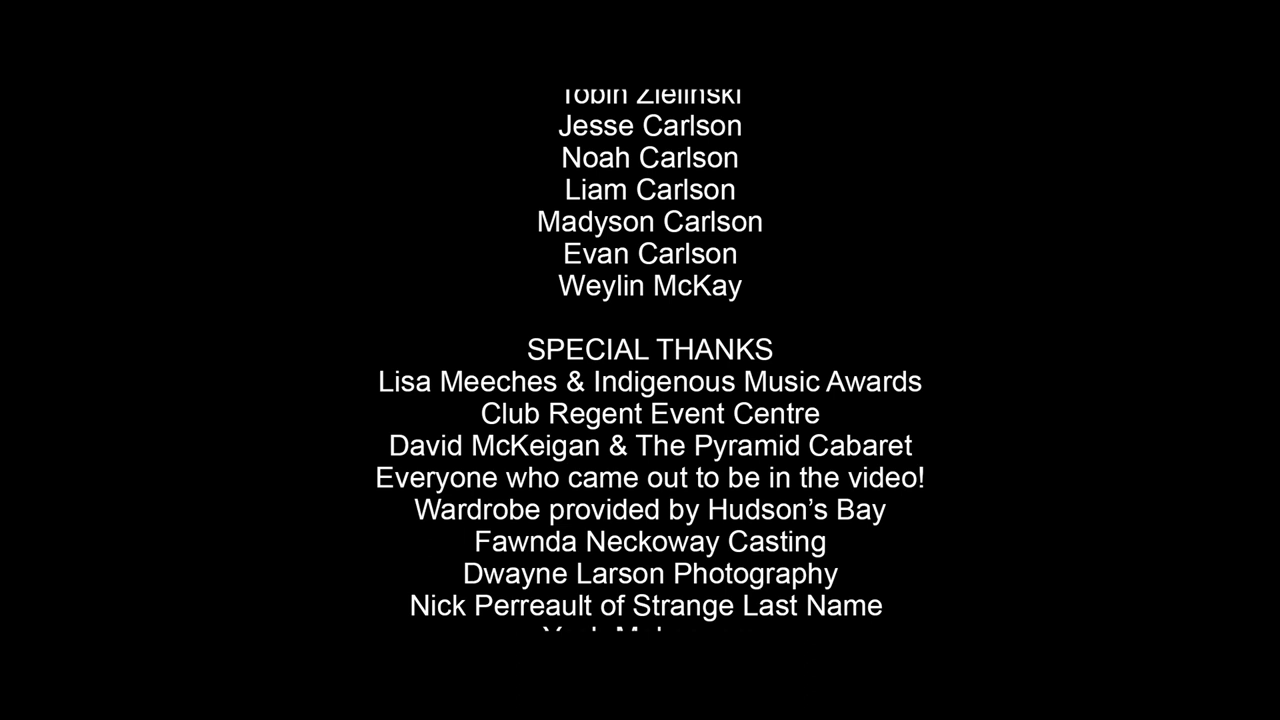 Tobin Zielinski
Jesse Carlson
Noah Carlson
Liam Carlson
Madyson Carlson
Evan Carlson
Weylin McKay
SPECIAL THANKS
Lisa Meeches & Indigenous Music Awards
Club Regent Event Centre
David McKeigan & The Pyramid Cabaret
Everyone who came out to be in the video!
Wardrobe provided by Hudson’s Bay
Fawnda Neckoway Casting
Dwayne Larson Photography
Nick Perreault of Strange Last Name